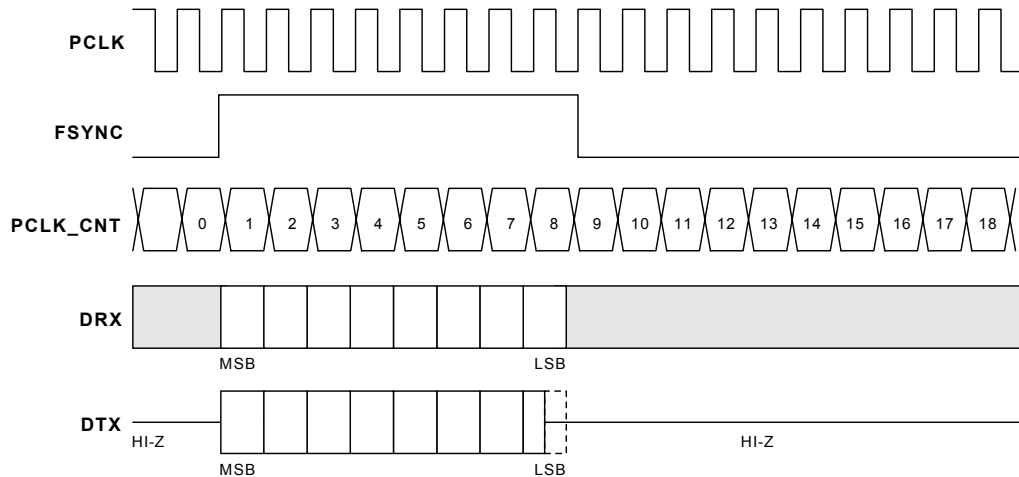 PCLK
FSYNC
PCLK_CNT 0 1 2 3 4 5 6 7 8 9 10 11 12 13 14 15 16 17 18
DRX
MSB LSB
DTX
HI-Z HI-Z
MSB LSB